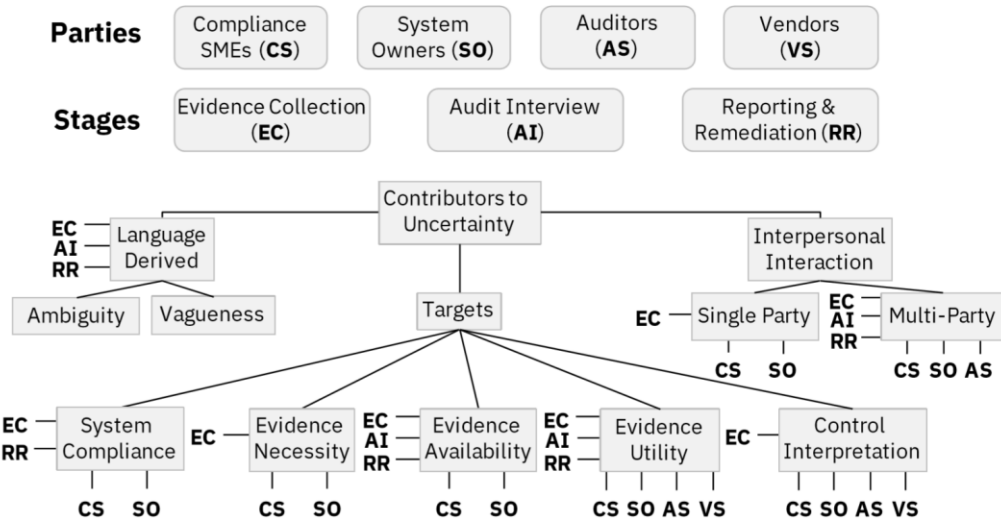 Parties
Compliance
SMEs (CS)
System
Owners (SO)
Auditors
(AS)
Vendors
(VS)
Stages
Evidence Collection
(EC)
Audit Interview
(AI)
Reporting &
Remediation (RR)
Contributors to
Uncertainty
EC
AI
RR
Language
Derived
Ambiguity
Vagueness
Targets
Interpersonal
Interaction
EC
Single Party
CS SO
EC
AI
RR
Multi-Party
CS SO AS
EC
RR
System
Compliance
CS SO
EC
Evidence
Necessity
CS SO
EC
AI
RR
Evidence
Availability
CS SO
EC
AI
RR
Evidence
Utility
CS SO AS VS
EC
Control
Interpretation
CS SO AS VS